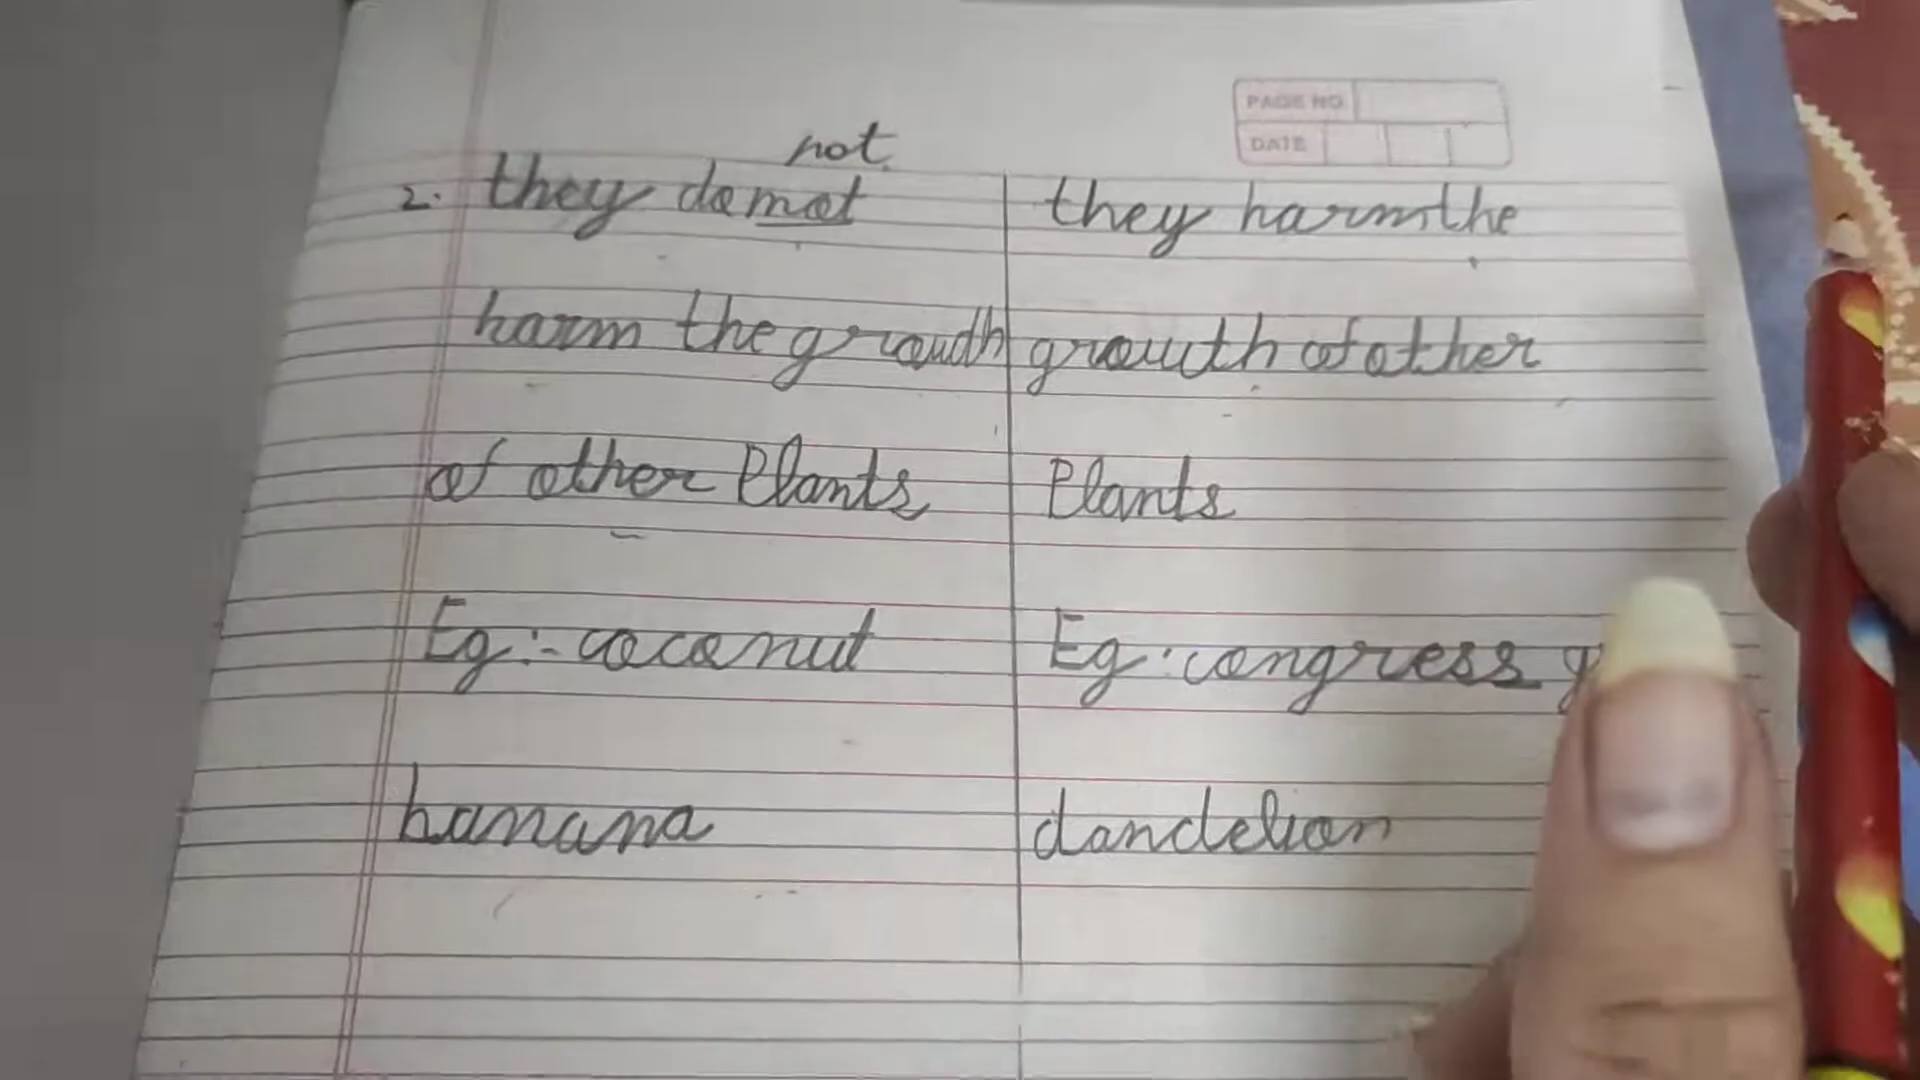 PAGE NO.
DATE
not
2. they do mot
harm the growth
of other Plants
Eg:- coconut
banana
they harm the
growth of other
Plants
Eg: congress
dandelion